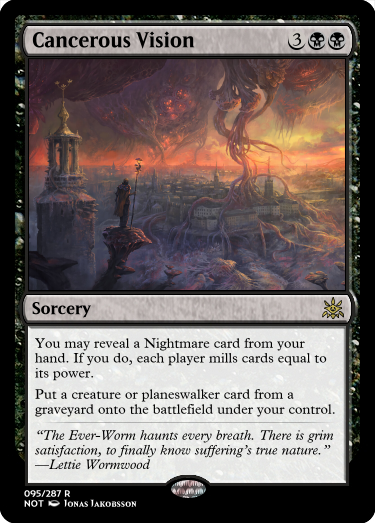 Cancerous Vision 3
Sorcery
You may reveal a Nightmare card from your
hand. If you do, each player mills cards equal to
its power.
Put a creature or planeswalker card from a
graveyard onto the battlefield under your control.
“The Ever-Worm haunts every breath. There is grim
satisfaction, to finally know suffering’s true nature.”
—Lettie Wormwood
095/287 R
NOT Jonas Jakobsson